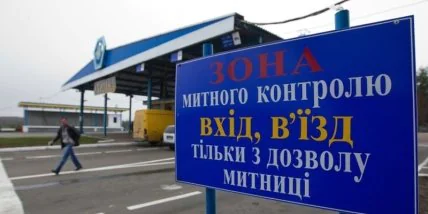 ЗОНА
МИТНОГО КОНТРОЛЮ
ВХІД, В'ЇЗД
ТІЛЬКИ З ДОЗВОЛУ
МИТНИЦІ